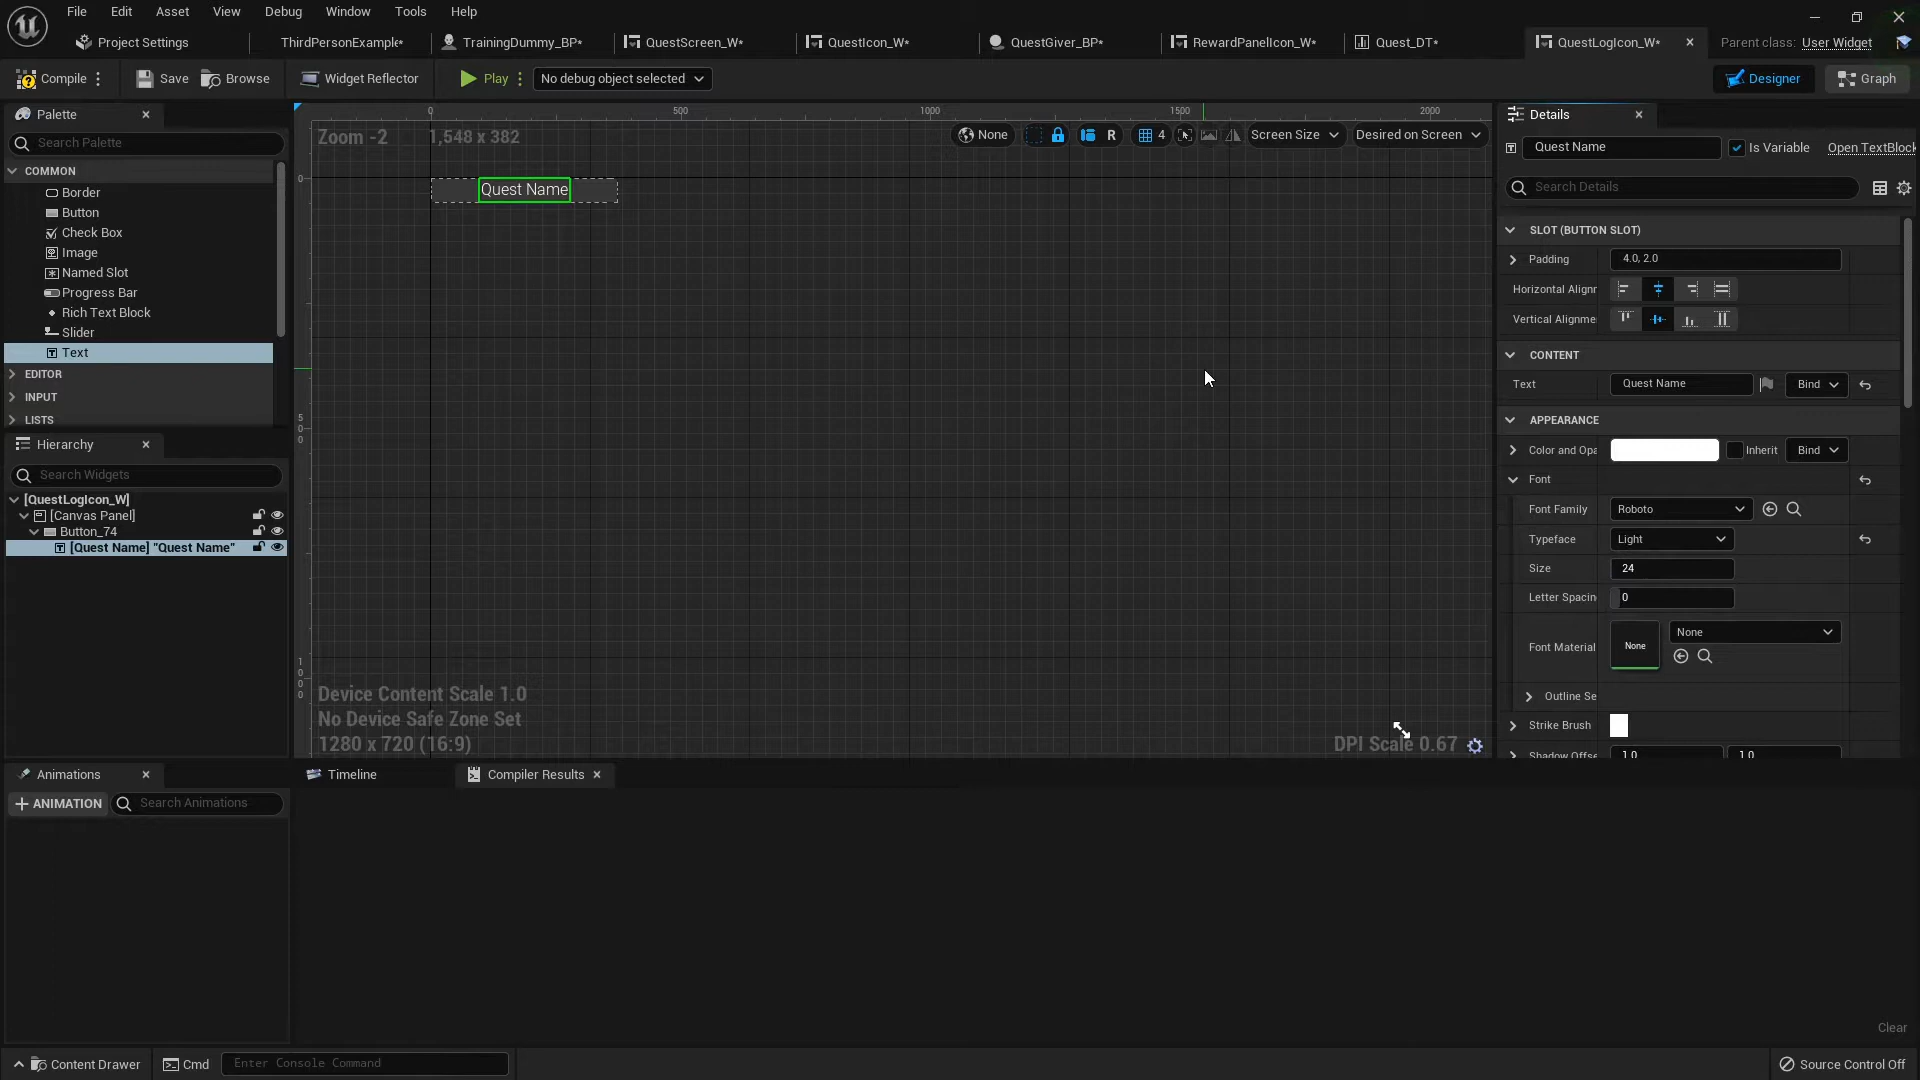 File Edit Asset View Debug Window Tools Help
Project Settings ThirdPersonExample* TrainingDummy_BP* QuestScreen_W* QuestIcon_W* QuestGiver_BP* RewardPanelIcon_W* Quest_DT* QuestLogIcon_W* Parent class: User Widget
Compile Save Browse Widget Reflector Play No debug object selected Designer Graph
Palette
Search Palette
COMMON
Border
Button
Check Box
Image
Named Slot
Progress Bar
Rich Text Block
Slider
Text
EDITOR
INPUT
LISTS
Hierarchy
Search Widgets
[QuestLogIcon_W]
[Canvas Panel]
Button_74
[Quest Name] "Quest Name"
Animations
ANIMATION Search Animations
0 500 1000 1500 2000
Zoom -2 1,548 x 382 None R 4 Screen Size Desired on Screen
0
Quest Name
5
0
0
1
0
0
0
Device Content Scale 1.0
No Device Safe Zone Set
1280 x 720 (16:9)
DPI Scale 0.67
Timeline Compiler Results
Clear
Details
Quest Name Is Variable Open TextBlock
Search Details
SLOT (BUTTON SLOT)
Padding 4.0, 2.0
Horizontal Alignr
Vertical Alignme
CONTENT
Text Quest Name Bind
APPEARANCE
Color and Opa Inherit Bind
Font
Font Family Roboto
Typeface Light
Size 24
Letter Spacin 0
Font Material None None
Outline Se
Strike Brush
Shadow Offse 1.0 1.0
Content Drawer Cmd Enter Console Command Source Control Off